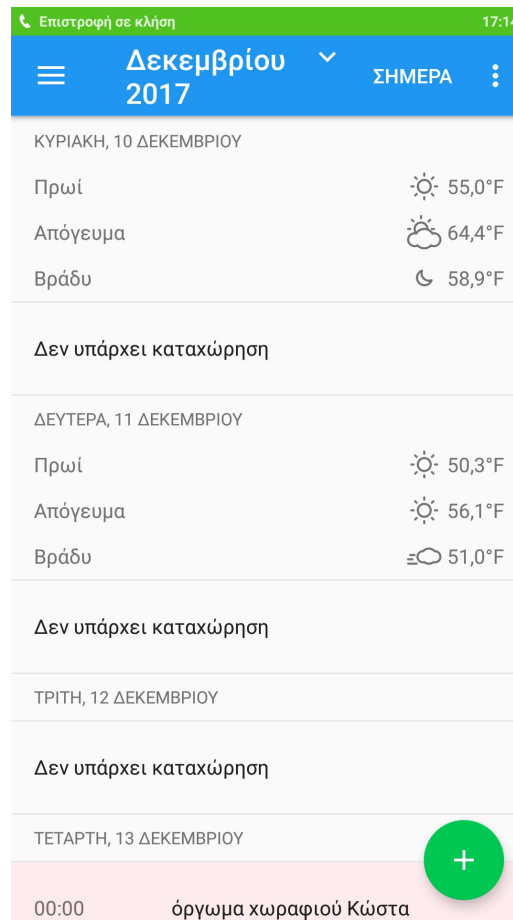 Επιστροφή σε κλήση 17:14
Δεκεμβρίου
2017
ΣΗΜΕΡΑ
ΚΥΡΙΑΚΗ, 10 ΔΕΚΕΜΒΡΙΟΥ
Πρωί 55,0°F
Απόγευμα 64,4°F
Βράδυ 58,9°F
Δεν υπάρχει καταχώρηση
ΔΕΥΤΕΡΑ, 11 ΔΕΚΕΜΒΡΙΟΥ
Πρωί 50,3°F
Απόγευμα 56,1°F
Βράδυ 51,0°F
Δεν υπάρχει καταχώρηση
ΤΡΙΤΗ, 12 ΔΕΚΕΜΒΡΙΟΥ
Δεν υπάρχει καταχώρηση
ΤΕΤΑΡΤΗ, 13 ΔΕΚΕΜΒΡΙΟΥ
00:00 όργωμα χωραφιού Κώστα